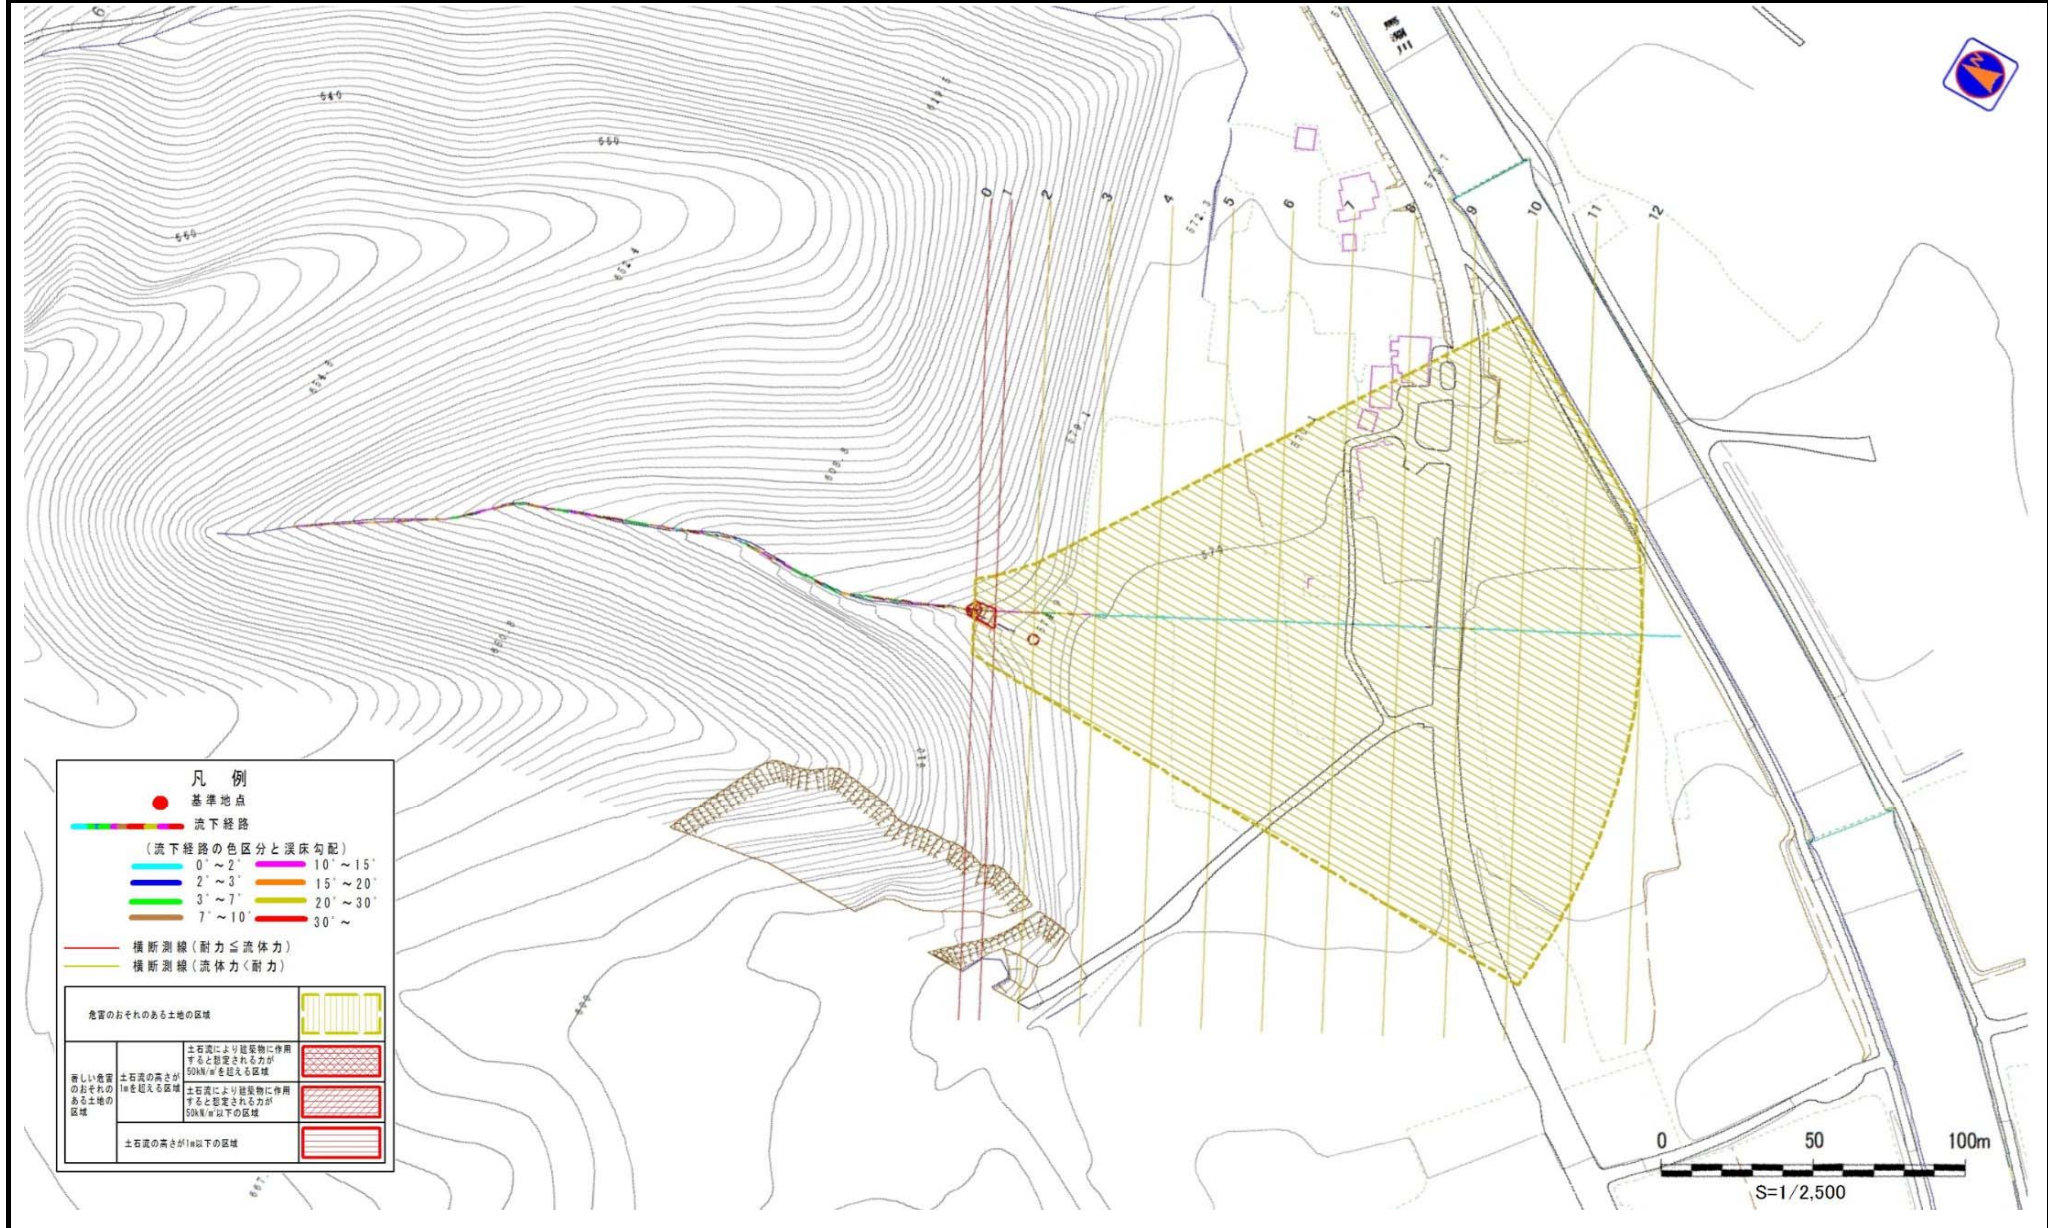 540
550
550
0
1
2
3
4
5
6
7
8
9
10
11
12
572.3
579.1
570
600
凡 例
基準地点
流下経路
(流下経路の色区分と渓床勾配)
0°～2° 10°～15°
2°～3° 15°～20°
3°～7° 20°～30°
7°～10° 30°～
横断測線(耐力≦流体力)
横断測線(流体力<耐力)
危害のおそれのある土地の区域
著しい危害のおそれのある土地の区域
土石流の高さが1mを超える区域
土石流により建築物に作用
すると想定される力が
50kN/㎡を超える区域
土石流により建築物に作用
すると想定される力が
50kN/㎡以下の区域
土石流の高さが1m以下の区域
0 50 100m
S=1/2,500
N